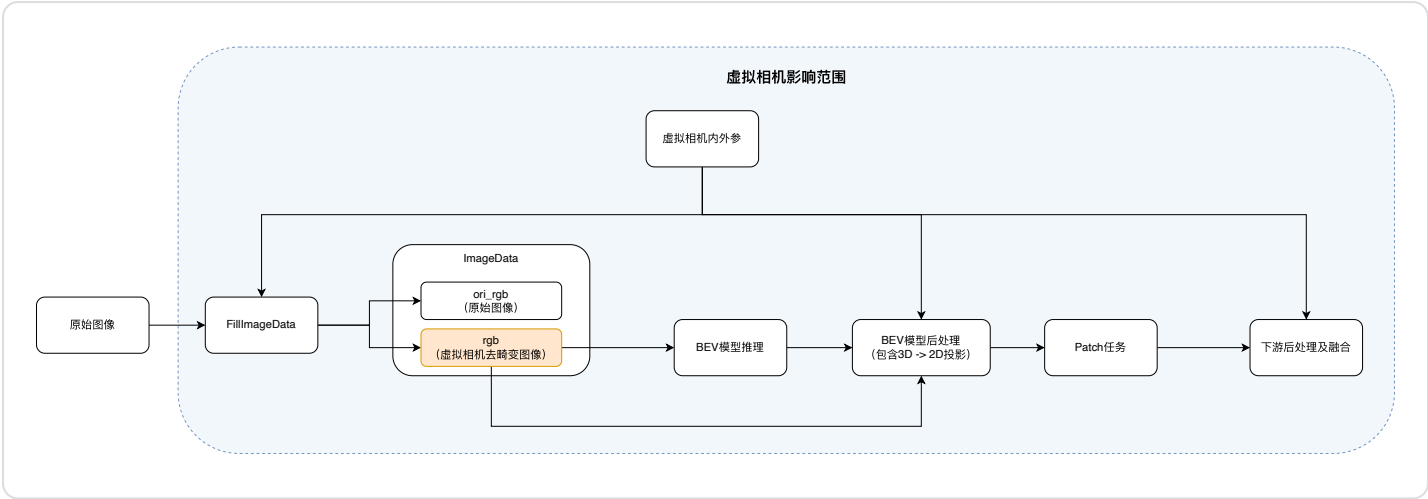 虚拟相机影响范围
虚拟相机内外参
ImageData
原始图像
FillImageData
ori_rgb
（原始图像）
rgb
（虚拟相机去畸变图像）
BEV模型推理
BEV模型后处理
（包含3D -> 2D投影）
Patch任务
下游后处理及融合